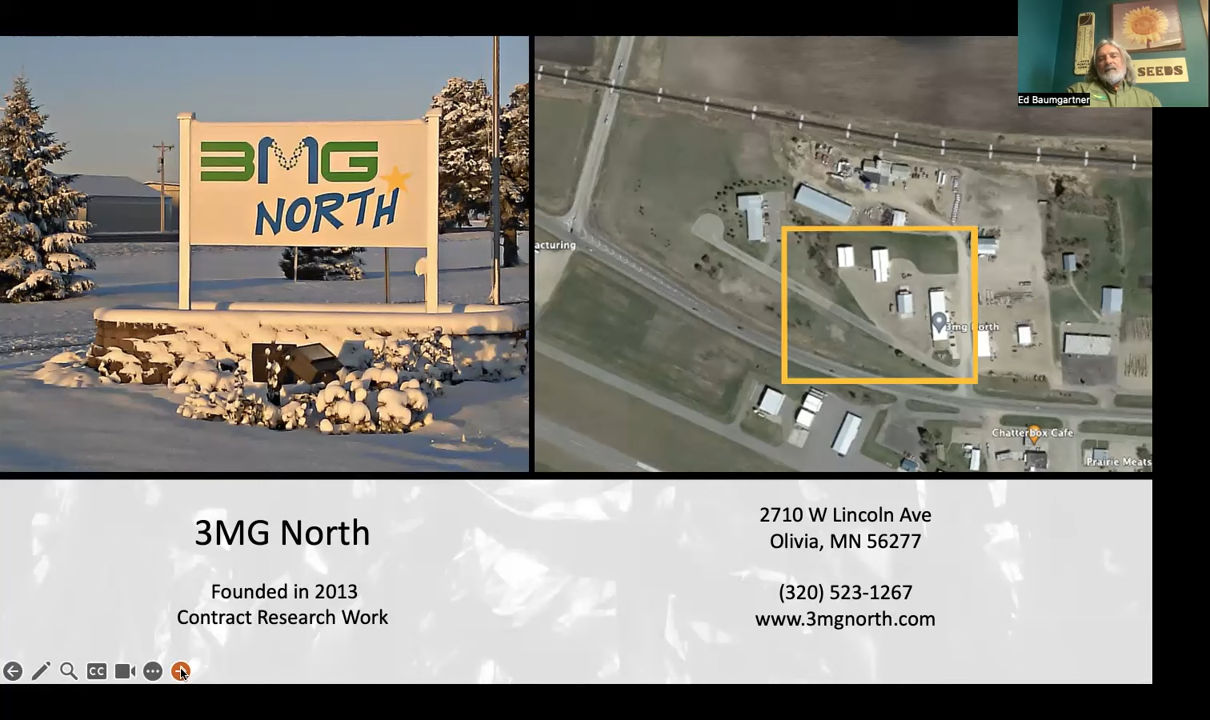 3MG
NORTH
SEEDS
Ed Baumgartner
acturing
3mg North
Chatterbox Cafe
Prairie Meats
3MG North
Founded in 2013
Contract Research Work
2710 W Lincoln Ave
Olivia, MN 56277
(320) 523-1267
www.3mgnorth.com
CC